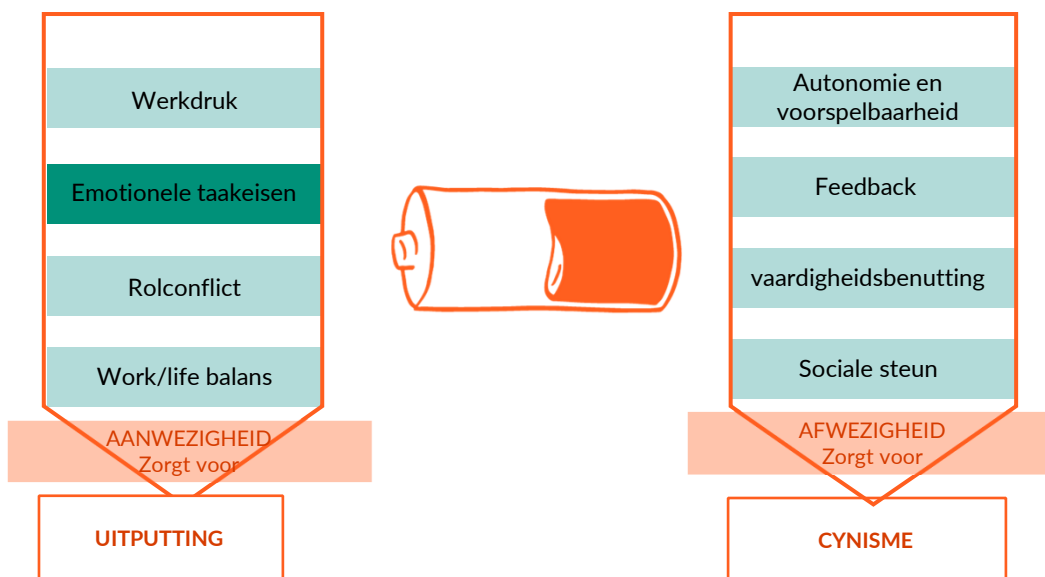 Werkdruk
Emotionele taakeisen
Rolconflict
Work/life balans
AANWEZIGHEID
Zorgt voor
UITPUTTING
Autonomie en
voorspelbaarheid
Feedback
vaardigheidsbenutting
Sociale steun
AFWEZIGHEID
Zorgt voor
CYNISME